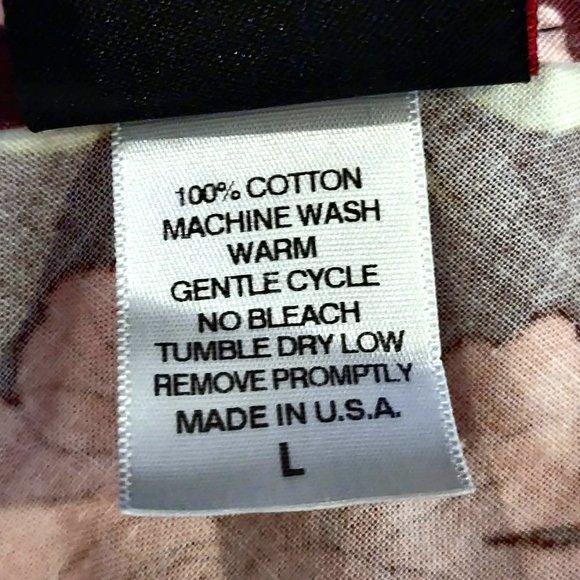 100% COTTON
MACHINE WASH
WARM
GENTLE CYCLE
NO BLEACH
TUMBLE DRY LOW
REMOVE PROMPTLY
MADE IN U.S.A.
L